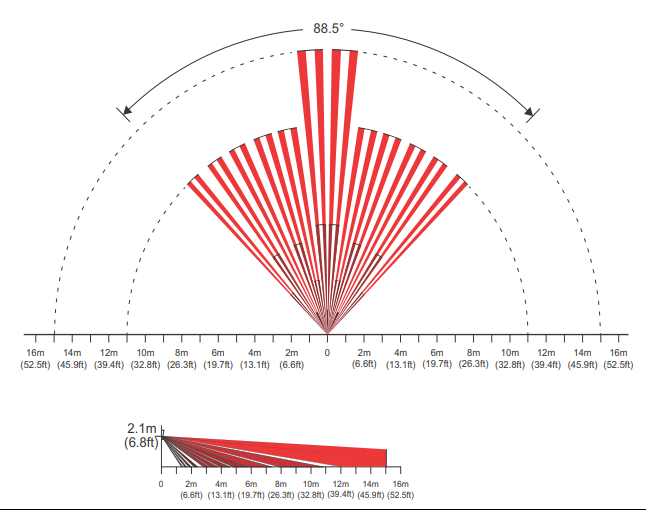 88.5°
16m 14m 12m 10m 8m 6m 4m 2m 0 2m 4m 6m 8m 10m 12m 14m 16m
(52.5ft) (45.9ft) (39.4ft) (32.8ft) (26.3ft) (19.7ft) (13.1ft) (6.6ft) (6.6ft) (13.1ft) (19.7ft) (26.3ft) (32.8ft) (39.4ft) (45.9ft) (52.5ft)
2.1m
(6.8ft)
0 2m 4m 6m 8m 10m 12m 14m 16m
(6.6ft) (13.1ft) (19.7ft) (26.3ft) (32.8ft) (39.4ft) (45.9ft) (52.5ft)